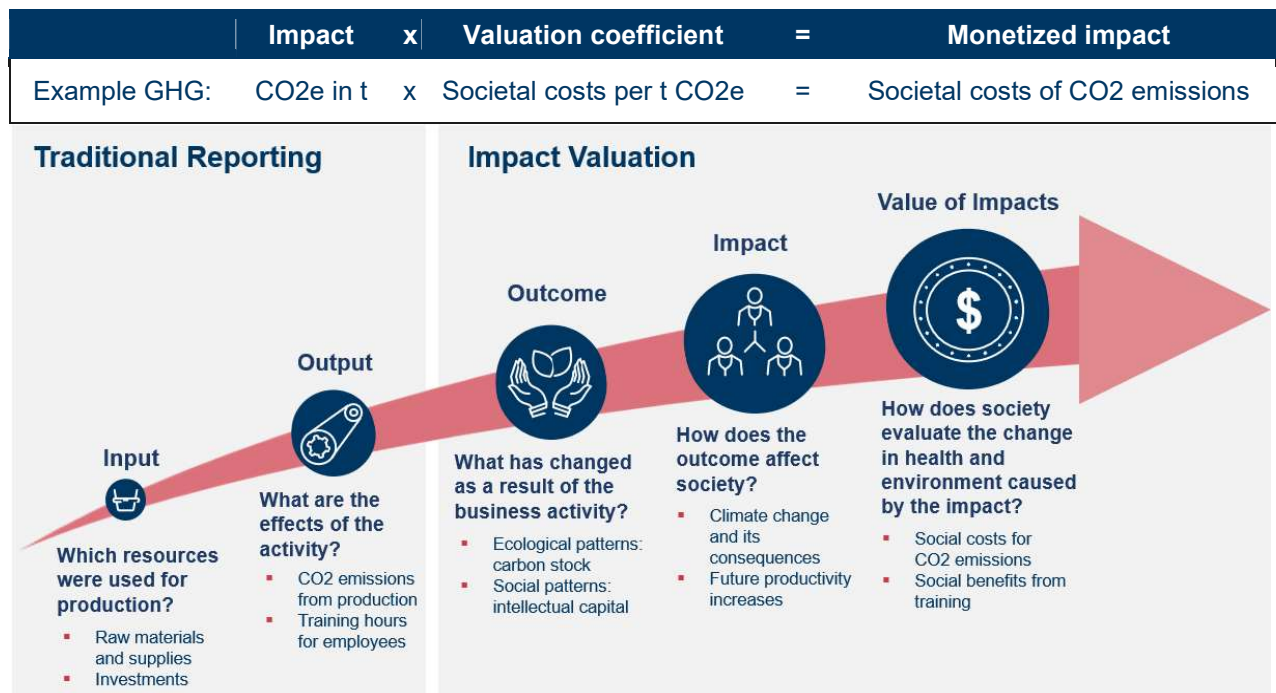 Impact x Valuation coefficient = Monetized impact
Example GHG: CO2e in t x Societal costs per t CO2e = Societal costs of CO2 emissions
Traditional Reporting
Input
Which resources
were used for
production?
▪ Raw materials
and supplies
▪ Investments
Output
What are the
effects of the
activity?
▪ CO2 emissions
from production
▪ Training hours
for employees
Impact Valuation
Outcome
What has changed
as a result of the
business activity?
▪ Ecological patterns:
carbon stock
▪ Social patterns:
intellectual capital
Impact
How does the
outcome affect
society?
▪ Climate change
and its
consequences
▪ Future productivity
increases
Value of Impacts
$
How does society
evaluate the change
in health and
environment caused
by the impact?
▪ Social costs for
CO2 emissions
▪ Social benefits from
training